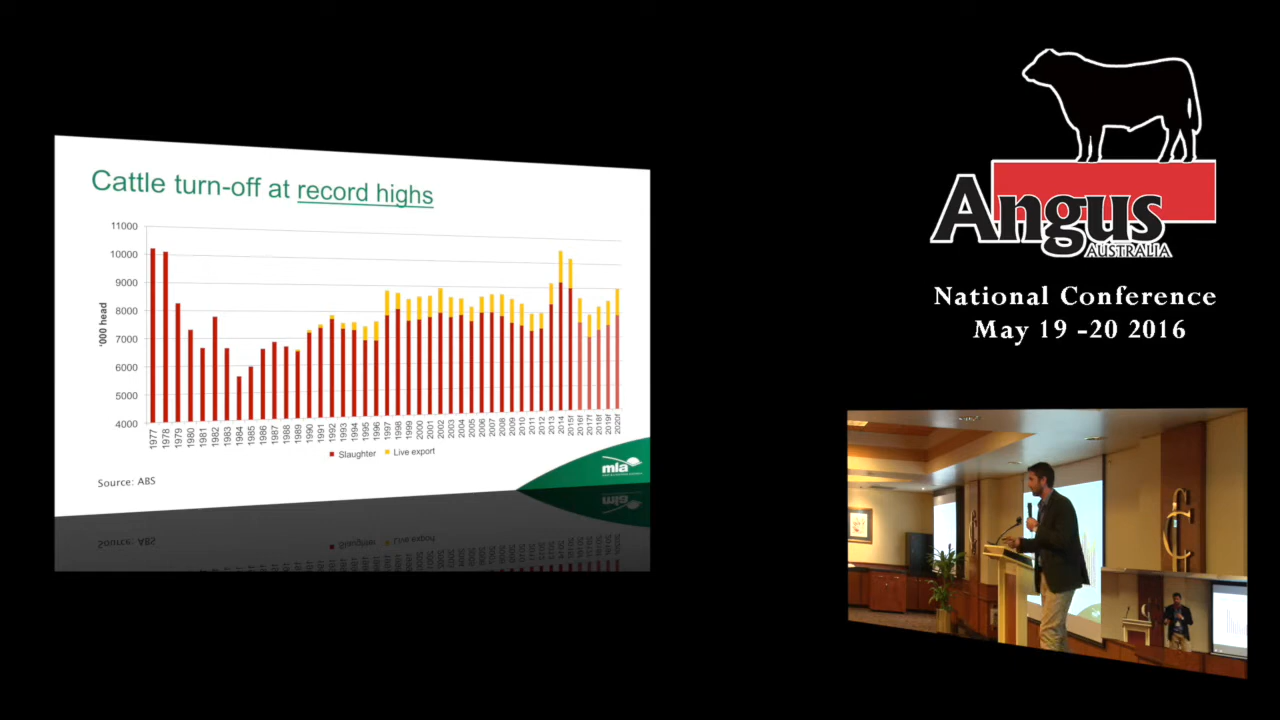 Cattle turn-off at record highs
11000
10000
9000
8000
7000
6000
5000
4000
'000 head
1977
1978
1979
1980
1981
1982
1983
1984
1985
1986
1987
1988
1989
1990
1991
1992
1993
1994
1995
1996
1997
1998
1999
2000
2001
2002
2003
2004
2005
2006
2007
2008
2009
2010
2011
2012
2013
2014
2015f
2016f
2017f
2018f
2019f
2020f
Slaughter
Live export
Source: ABS
mla
Angus
AUSTRALIA
National Conference
May 19 -20 2016